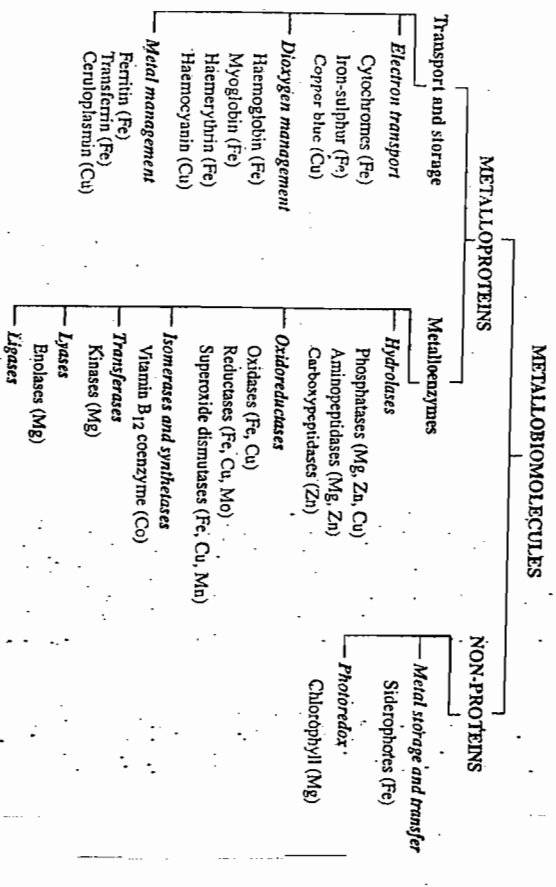 METALLOBIOMOLECULES
METALLOPROTEINS
NON-PROTEINS
Transport and storage
Electron transport
Cytochromes (Fe)
Iron-sulphur (Fe)
Copper blue (Cu)
Dioxygen management
Haemoglobin (Fe)
Myoglobin (Fe)
Haemerythrin (Fe)
Haemocyanin (Cu)
Metal management
Ferritin (Fe)
Transferrin (Fe)
Ceruloplasmin (Cu)
Metalloenzymes
Hydrolases
Phosphatases (Mg, Zn, Cu)
Aminopeptidases (Mg, Zn)
Carboxypeptidases (Zn)
Oxidoreductases
Oxidases (Fe, Cu)
Reductases (Fe, Cu, Mo)
Superoxide dismutases (Fe, Cu, Mn)
Isomerases and synthetases
Vitamin B12 coenzyme (Co)
Transferases
Kinases (Mg)
Lyases
Enolases (Mg)
Ligases
Metal storage and transfer
Siderophotes (Fe)
Photoredox
Chlorophyll (Mg)